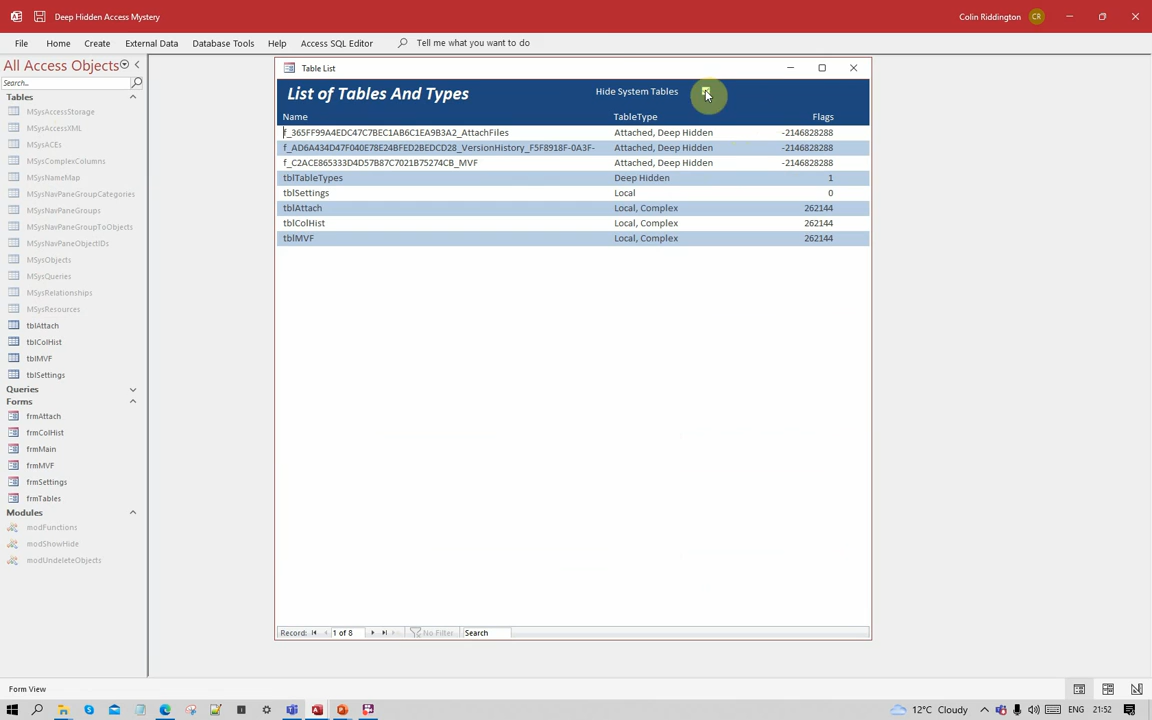 Deep Hidden Access Mystery
Colin Riddington CR
File Home Create External Data Database Tools Help Access SQL Editor Tell me what you want to do
All Access Objects
Search...
Tables
MSysAccessStorage
MSysAccessXML
MSysACEs
MSysComplexColumns
MSysNameMap
MSysNavPaneGroupCategories
MSysNavPaneGroups
MSysNavPaneGroupToObjects
MSysNavPaneObjectIDs
MSysObjects
MSysQueries
MSysRelationships
MSysResources
tblAttach
tblColHist
tblMVF
tblSettings
Queries
Forms
frmAttach
frmColHist
frmMain
frmMVF
frmSettings
frmTables
Modules
modFunctions
modShowHide
modUndeleteObjects
Table List
List of Tables And Types Hide System Tables
Name TableType Flags
f_365FF99A4EDC47C7BEC1AB6C1EA9B3A2_AttachFiles Attached, Deep Hidden -2146828288
f_AD6A434D47F040E78E24BFED2BEDCD28_VersionHistory_F5F8918F-0A3F- Attached, Deep Hidden -2146828288
f_C2ACE865333D4D57B87C7021B75274CB_MVF Attached, Deep Hidden -2146828288
tblTableTypes Deep Hidden 1
tblSettings Local 0
tblAttach Local, Complex 262144
tblColHist Local, Complex 262144
tblMVF Local, Complex 262144
Record: 1 of 8 No Filter Search
Form View
12°C Cloudy ENG 21:52